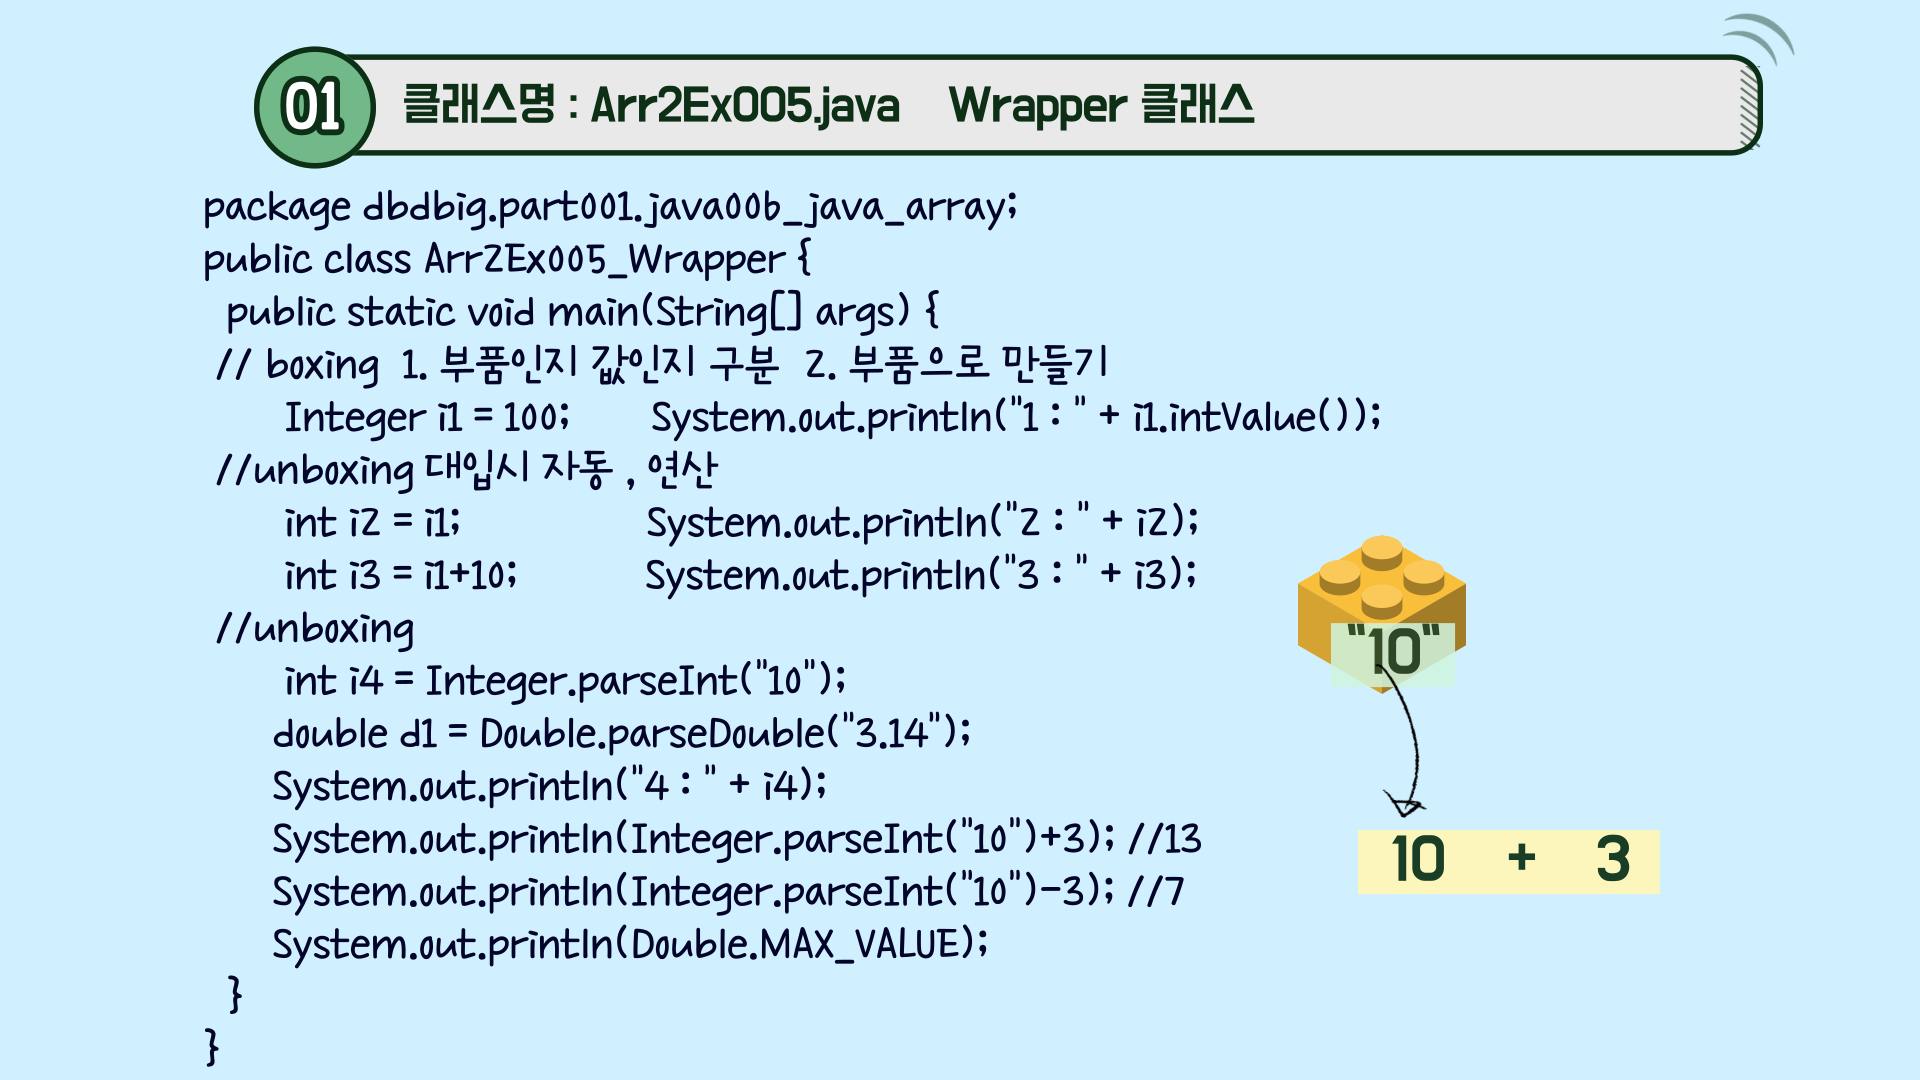 01 클래스명 : Arr2Ex005.java Wrapper 클래스
package dbdbig.part001.java00b_java_array;
public class Arr2Ex005_Wrapper {
public static void main(String[] args) {
// boxing 1. 부품인지 값인지 구분 2. 부품으로 만들기
Integer i1 = 100; System.out.println("1 : " + i1.intValue());
//unboxing 대입시 자동 , 연산
int i2 = i1; System.out.println("2 : " + i2);
int i3 = i1+10; System.out.println("3 : " + i3);
//unboxing
int i4 = Integer.parseInt("10");
double d1 = Double.parseDouble("3.14");
System.out.println("4 : " + i4);
System.out.println(Integer.parseInt("10")+3); //13
System.out.println(Integer.parseInt("10")-3); //7
System.out.println(Double.MAX_VALUE);
}
}
"10"
10 + 3